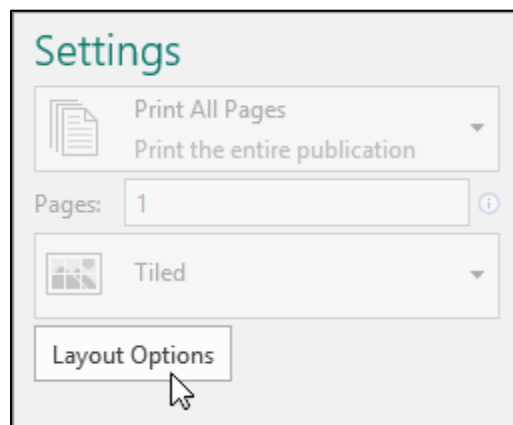 Settings
Print All Pages
Print the entire publication
Pages: 1
Tiled
Layout Options